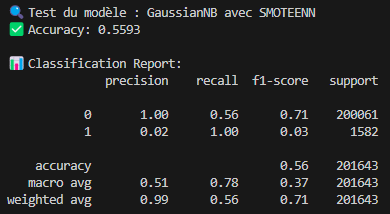 🔍 Test du modèle : GaussianNB avec SMOTEENN
✅ Accuracy: 0.5593
📊 Classification Report:
precision recall f1-score support
0 1.00 0.56 0.71 200061
1 0.02 1.00 0.03 1582
accuracy 0.56 201643
macro avg 0.51 0.78 0.37 201643
weighted avg 0.99 0.56 0.71 201643